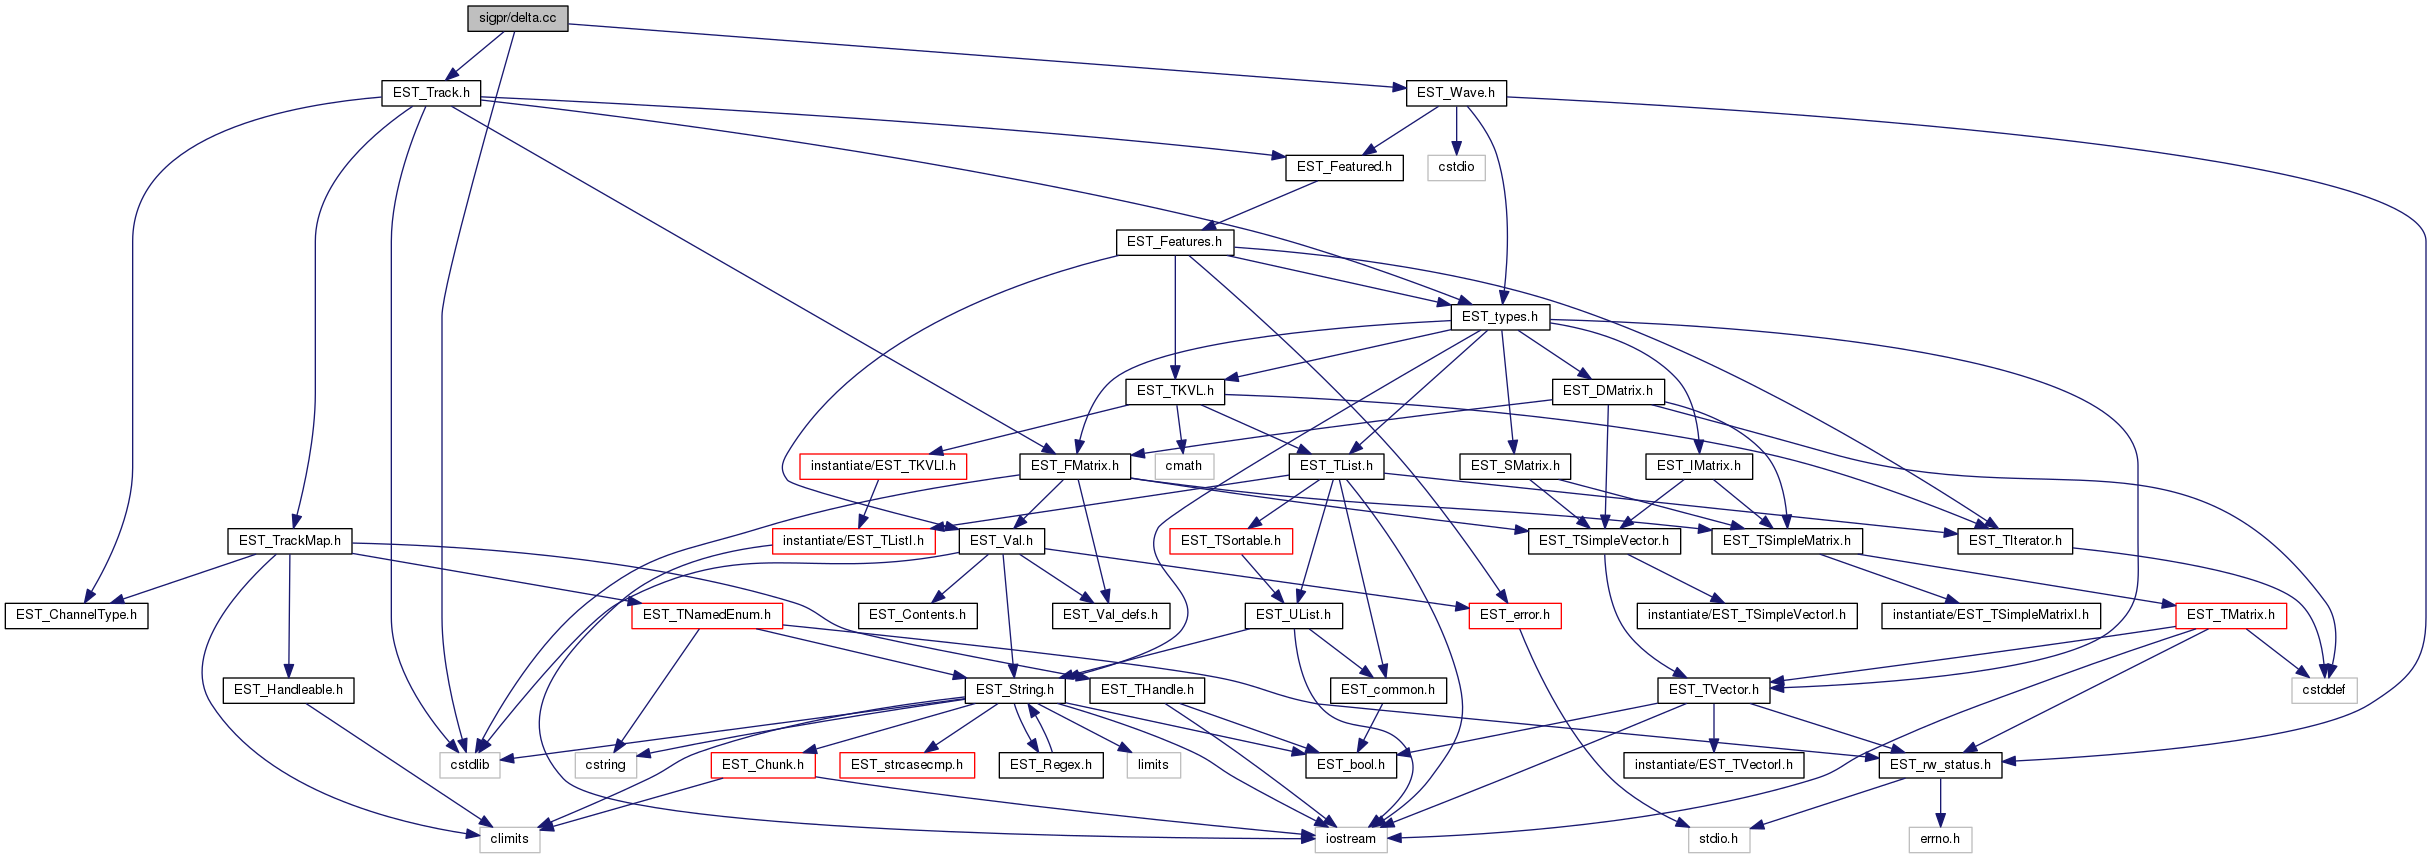 sigpr/delta.cc
EST_Track.h
EST_Wave.h
EST_Featured.h
cstdio
EST_Features.h
EST_types.h
EST_TKVL.h
EST_DMatrix.h
instantiate/EST_TKVLI.h
EST_FMatrix.h
cmath
EST_TList.h
EST_SMatrix.h
EST_IMatrix.h
EST_TrackMap.h
instantiate/EST_TListI.h
EST_Val.h
EST_TSortable.h
EST_TSimpleVector.h
EST_TSimpleMatrix.h
EST_TIterator.h
EST_ChannelType.h
EST_TNamedEnum.h
EST_Contents.h
EST_Val_defs.h
EST_UList.h
EST_error.h
instantiate/EST_TSimpleVectorI.h
instantiate/EST_TSimpleMatrixI.h
EST_TMatrix.h
EST_Handleable.h
EST_String.h
EST_THandle.h
EST_common.h
EST_TVector.h
cstddef
cstdlib
cstring
EST_Chunk.h
EST_strcasecmp.h
EST_Regex.h
limits
EST_bool.h
instantiate/EST_TVectorI.h
EST_rw_status.h
climits
iostream
stdio.h
errno.h